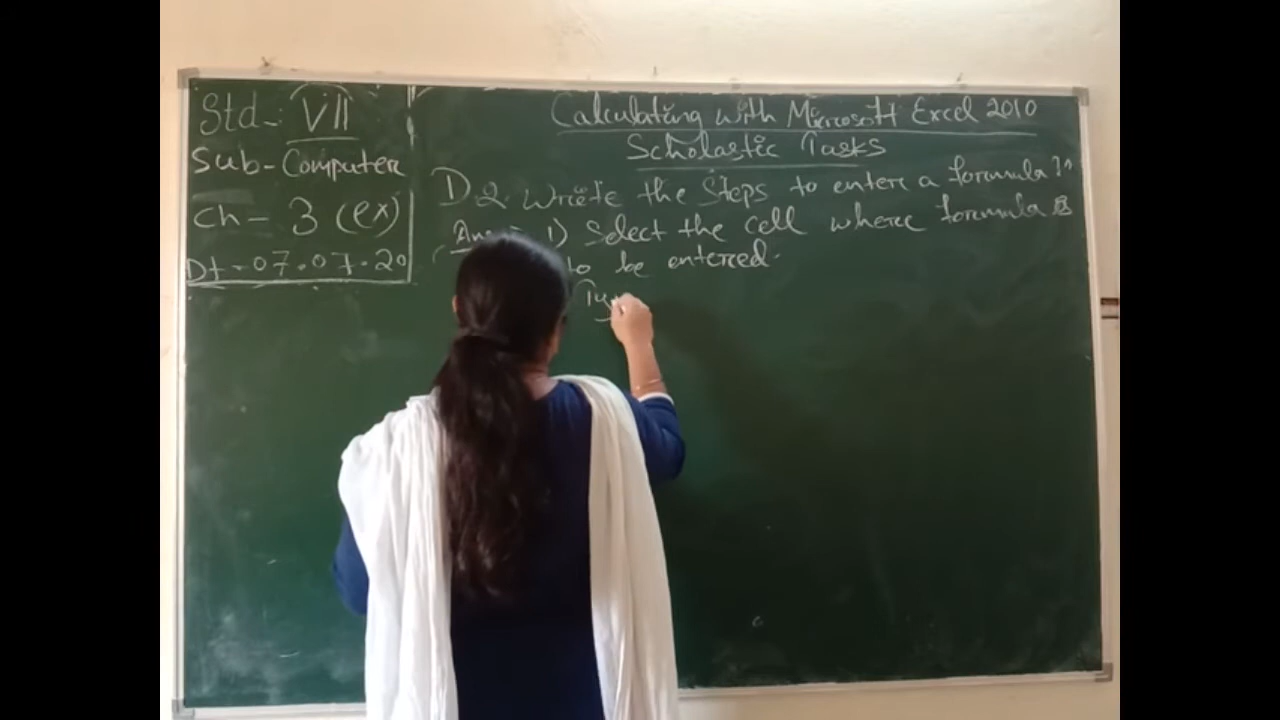 Std-: VII
Sub-Computer
Ch- 3 (ex)
Dt-07.07.20
Calculating with Microsoft Excel 2010
Scholastic Tasks
D.2. Write the Steps to enter a formula
1) Select the cell where formula is
to be entered.